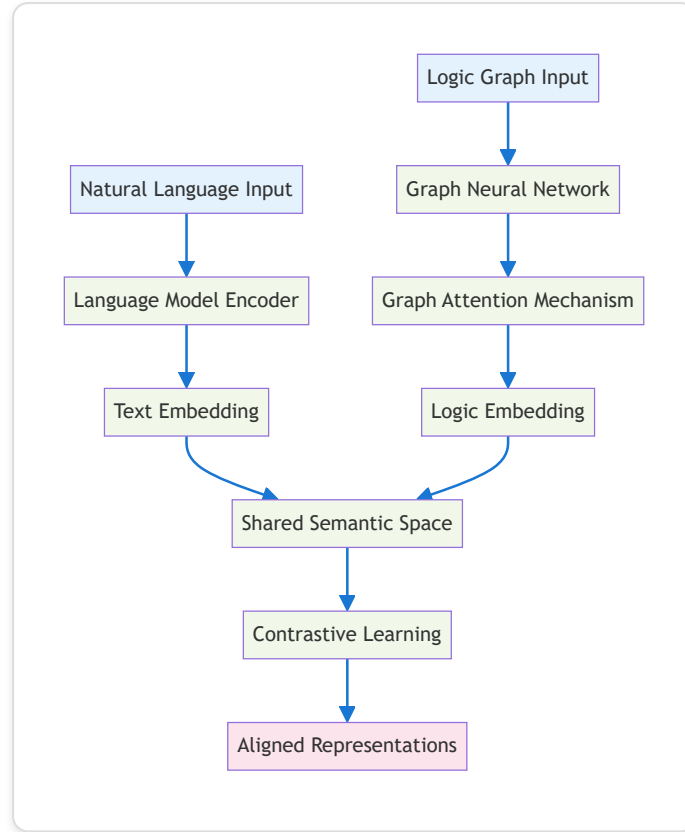 Logic Graph Input
Natural Language Input
Graph Neural Network
Language Model Encoder
Graph Attention Mechanism
Text Embedding
Logic Embedding
Shared Semantic Space
Contrastive Learning
Aligned Representations